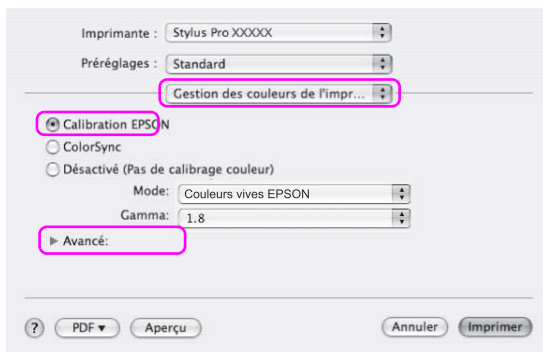 Imprimante : Stylus Pro XXXXX
Préréglages : Standard
Gestion des couleurs de l'impr...
Calibration EPSON
ColorSync
Désactivé (Pas de calibrage couleur)
Mode: Couleurs vives EPSON
Gamma: 1.8
Avancé:
? PDF Aperçu Annuler Imprimer